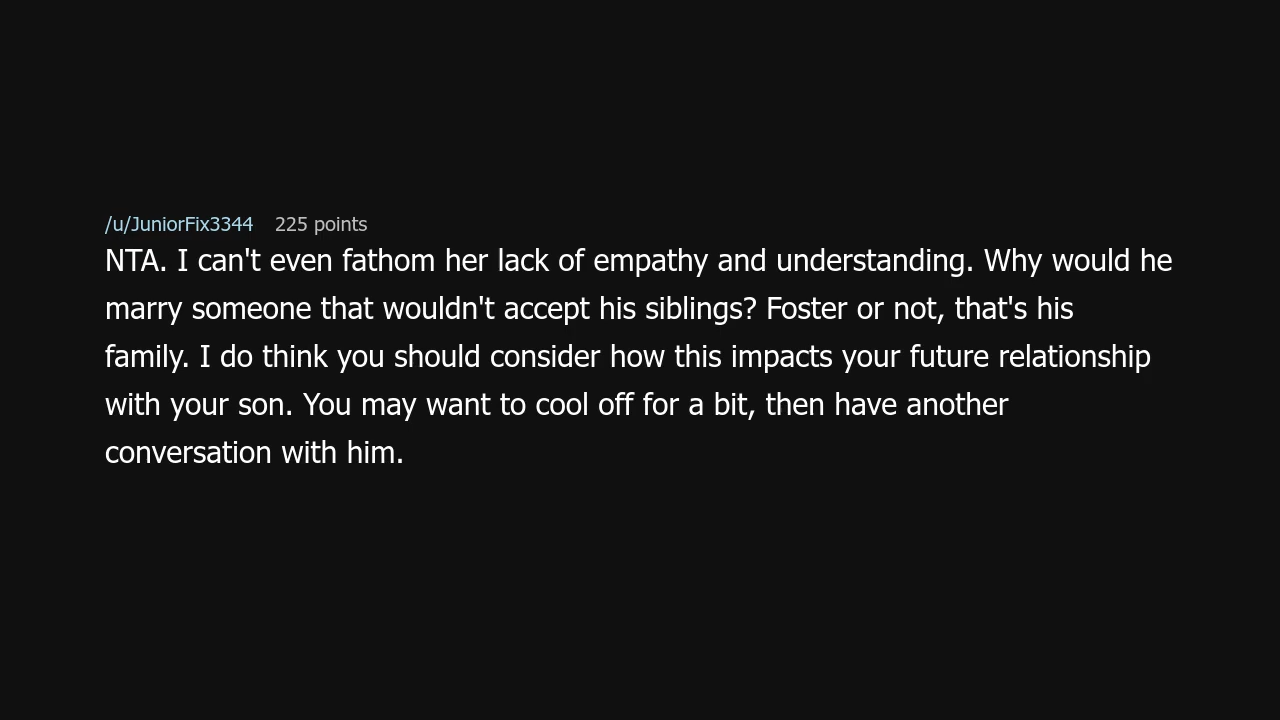 /u/JuniorFix3344 225 points
NTA. I can't even fathom her lack of empathy and understanding. Why would he
marry someone that wouldn't accept his siblings? Foster or not, that's his
family. I do think you should consider how this impacts your future relationship
with your son. You may want to cool off for a bit, then have another
conversation with him.